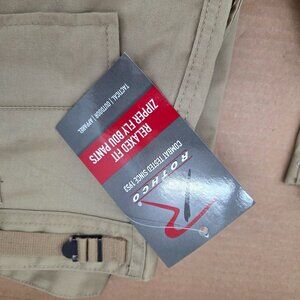 ROTHCO
COMBAT TESTED SINCE 1953
RELAXED FIT
ZIPPER FLY BDU PANTS
TACTICAL | OUTDOOR | APPAREL